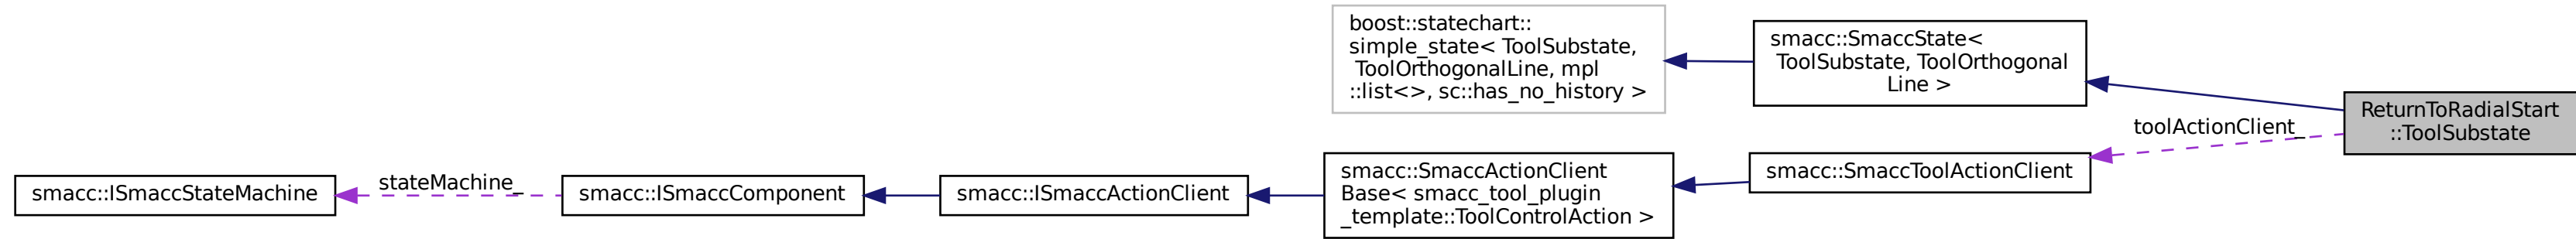 boost::statechart::
simple_state< ToolSubstate,
ToolOrthogonalLine, mpl
::list<>, sc::has_no_history >
smacc::SmaccState<
ToolSubstate, ToolOrthogonal
Line >
ReturnToRadialStart
::ToolSubstate
toolActionClient_
smacc::ISmaccStateMachine
stateMachine_
smacc::ISmaccComponent
smacc::ISmaccActionClient
smacc::SmaccActionClient
Base< smacc_tool_plugin
_template::ToolControlAction >
smacc::SmaccToolActionClient